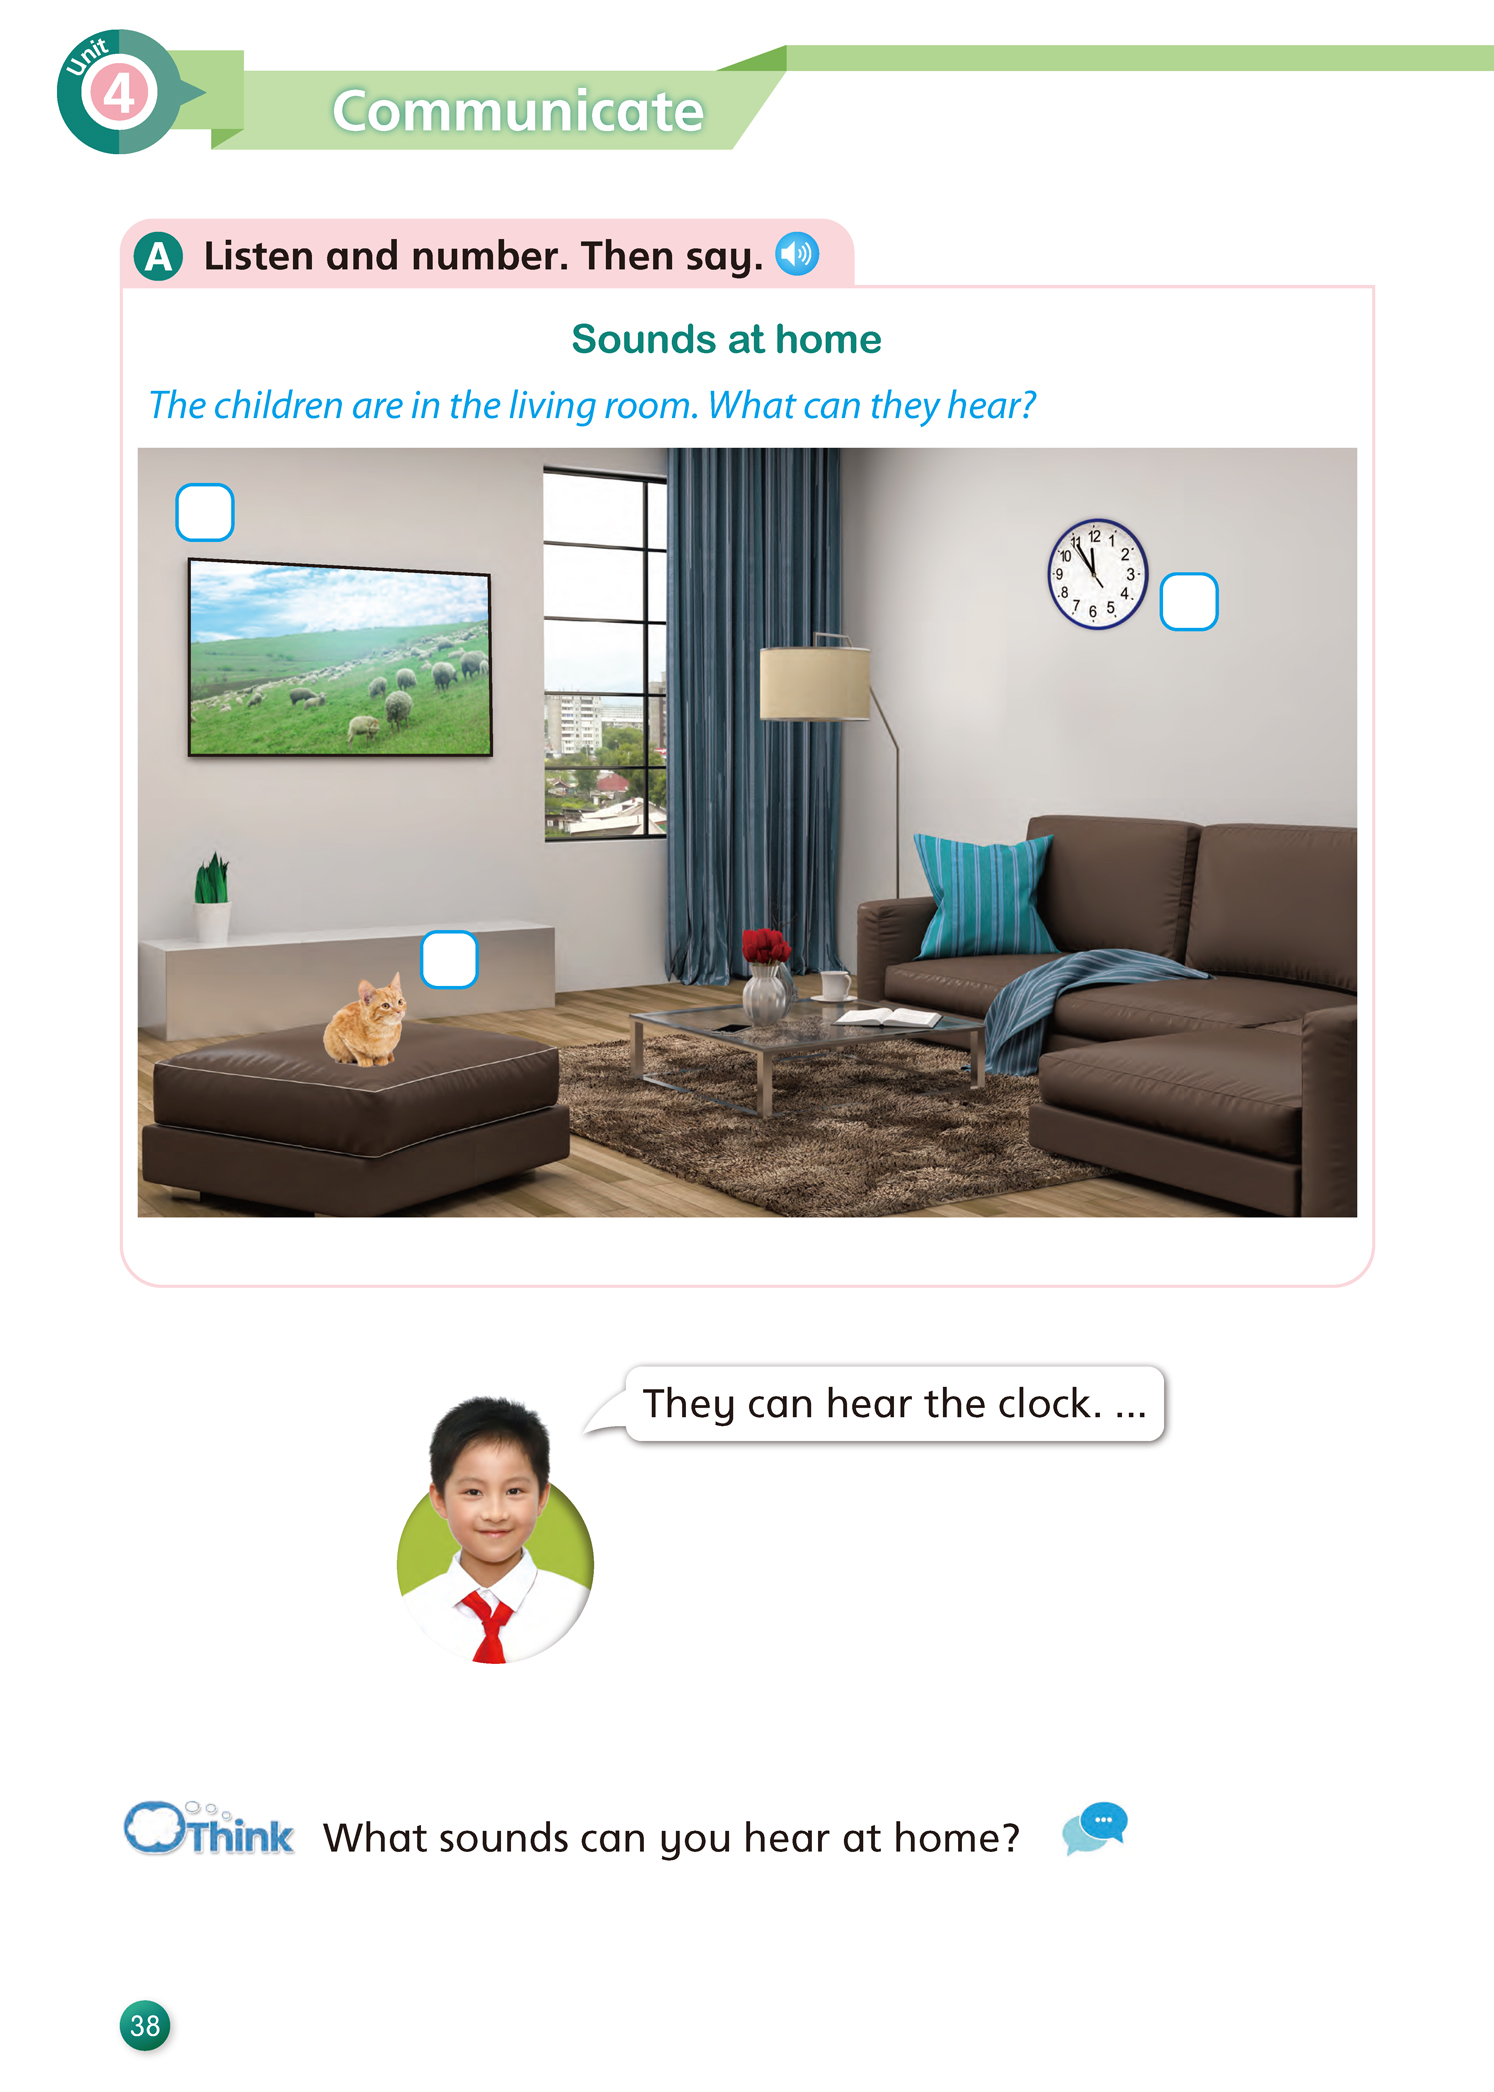 Unit
4
Communicate
A Listen and number. Then say.
Sounds at home
The children are in the living room. What can they hear?
12
11 1
10 2
9 3
8 4
7 6 5
They can hear the clock. ...
Think What sounds can you hear at home?
38